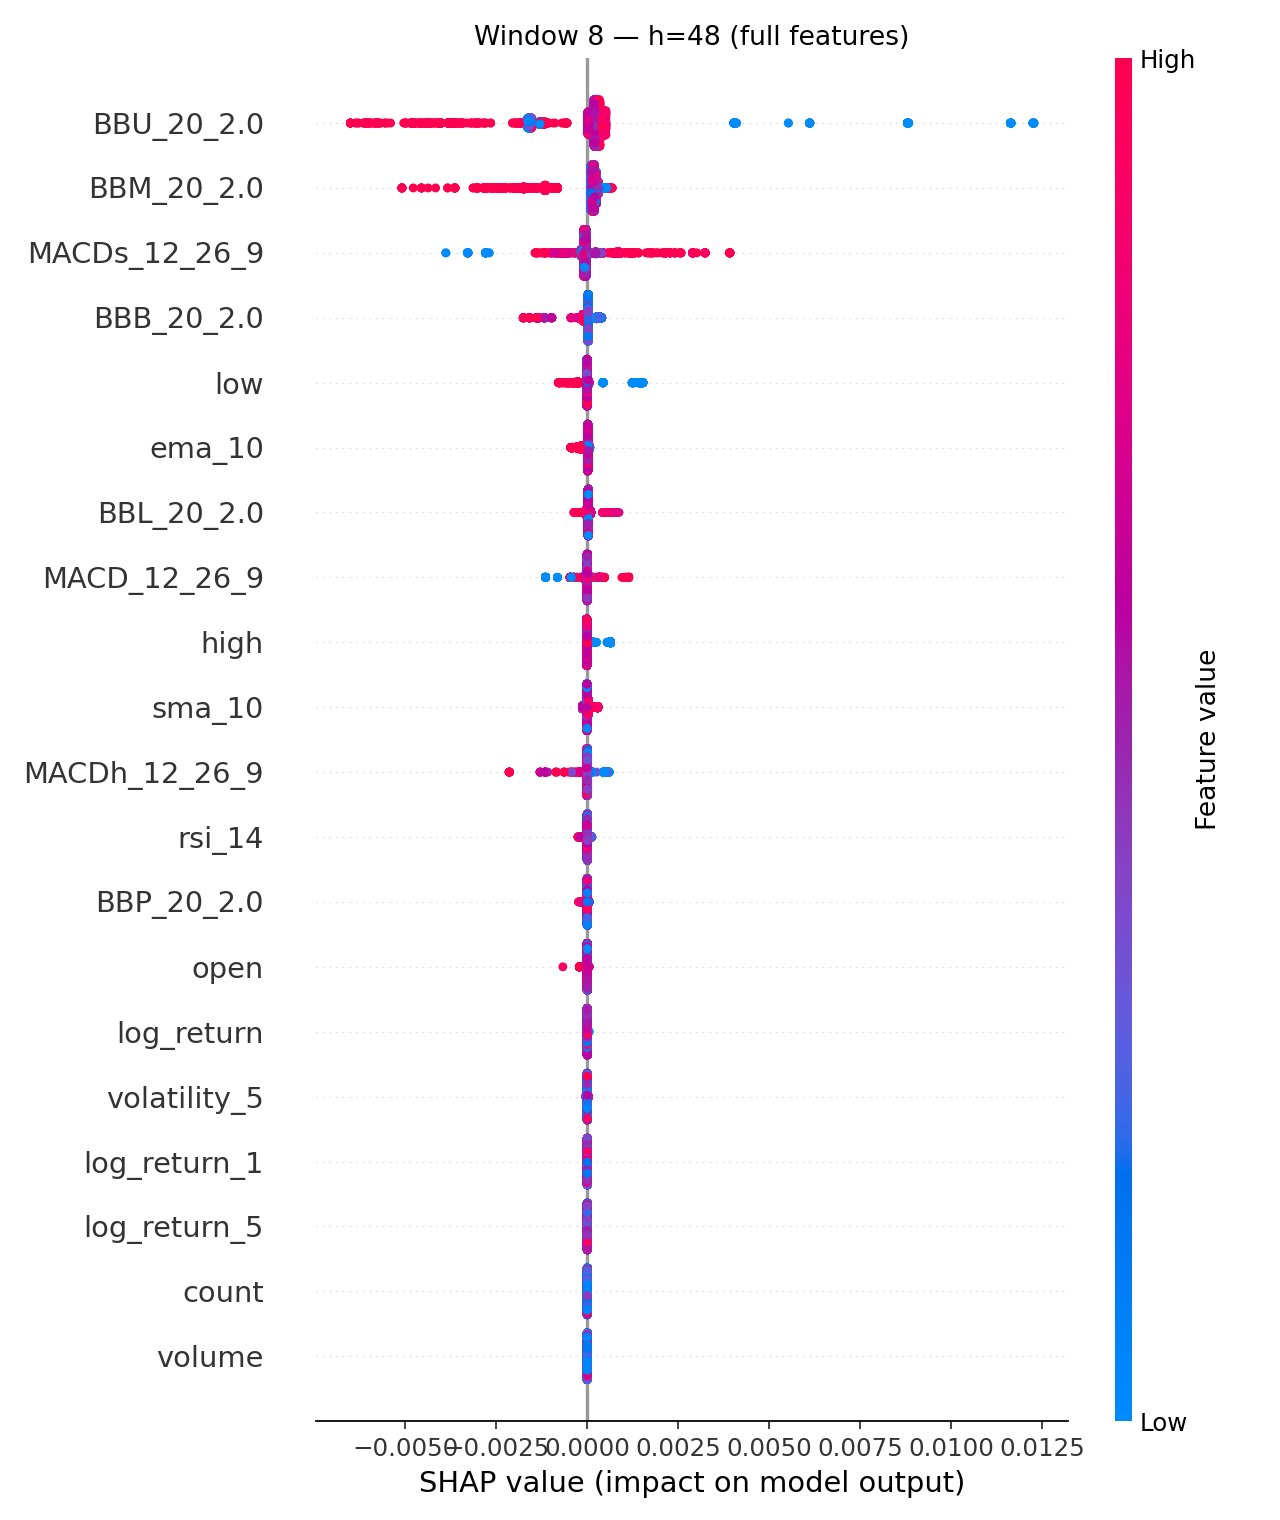 Window 8 — h=48 (full features)
High
BBU_20_2.0
BBM_20_2.0
MACDs_12_26_9
BBB_20_2.0
low
ema_10
BBL_20_2.0
MACD_12_26_9
high
sma_10
MACDh_12_26_9
rsi_14
BBP_20_2.0
open
log_return
volatility_5
log_return_1
log_return_5
count
volume
Feature value
Low
−0.0050 −0.0025 0.0000 0.0025 0.0050 0.0075 0.0100 0.0125
SHAP value (impact on model output)